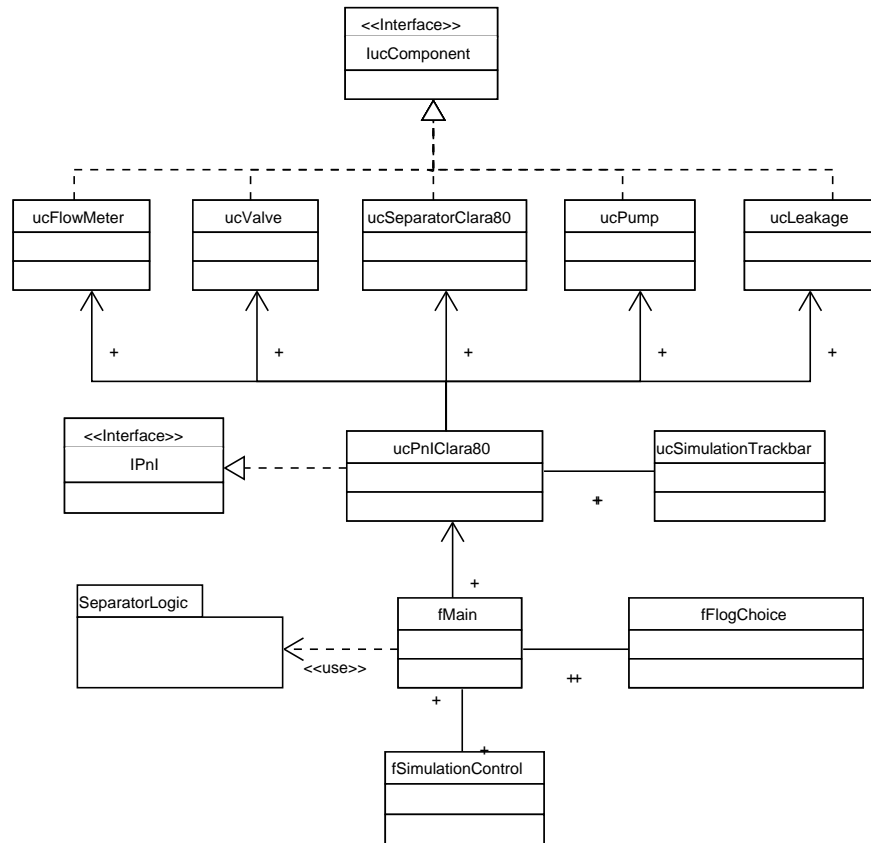 <<Interface>>
IucComponent
ucFlowMeter
ucValve
ucSeparatorClara80
ucPump
ucLeakage
+
+
+
+
+
<<Interface>>
IPnI
ucPnIClara80
ucSimulationTrackbar
++
+
SeparatorLogic
fMain
fFlogChoice
<<use>>
++
+
+
fSimulationControl